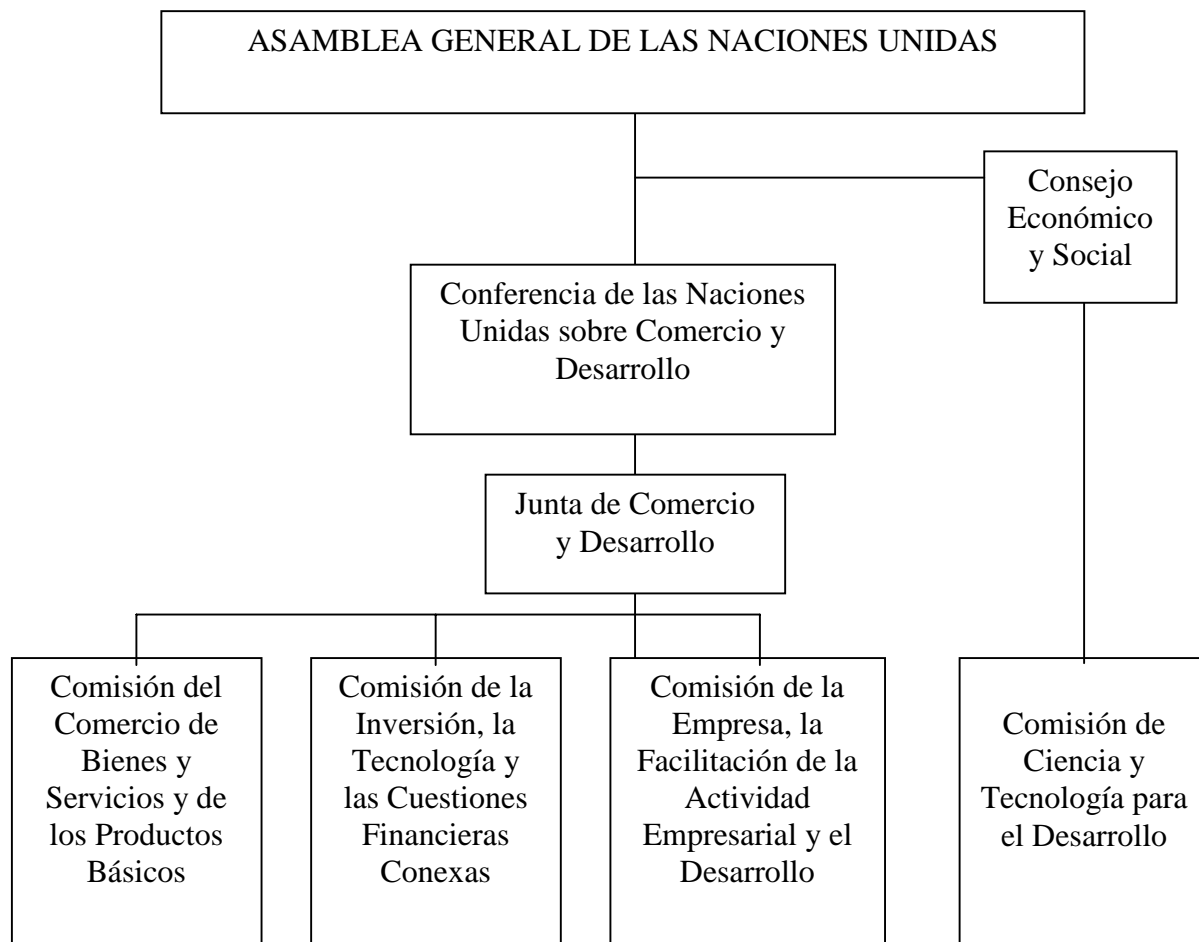 ASAMBLEA GENERAL DE LAS NACIONES UNIDAS
Consejo
Económico
y Social
Conferencia de las Naciones
Unidas sobre Comercio y
Desarrollo
Junta de Comercio
y Desarrollo
Comisión del
Comercio de
Bienes y
Servicios y de
los Productos
Básicos
Comisión de la
Inversión, la
Tecnología y
las Cuestiones
Financieras
Conexas
Comisión de la
Empresa, la
Facilitación de la
Actividad
Empresarial y el
Desarrollo
Comisión de
Ciencia y
Tecnología para
el Desarrollo